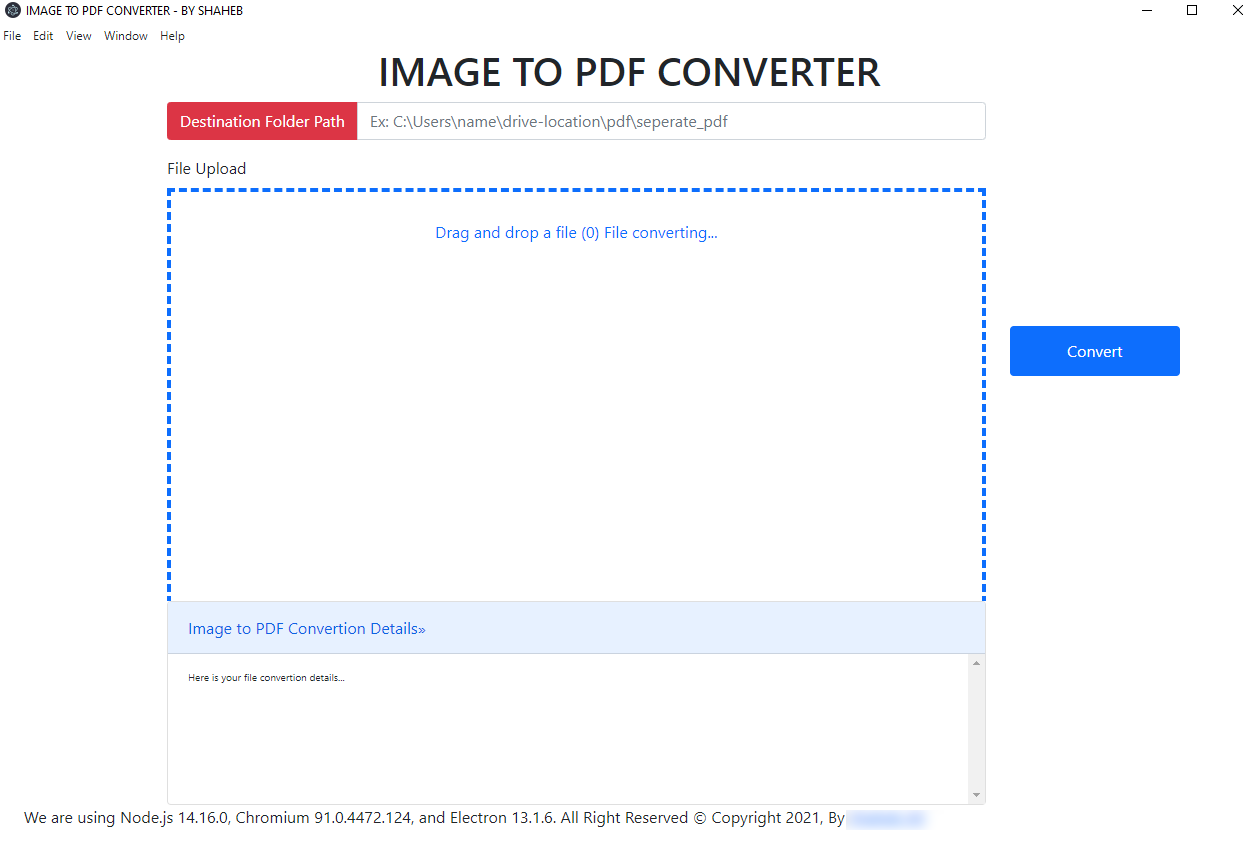 IMAGE TO PDF CONVERTER - BY SHAHEB
File Edit View Window Help
IMAGE TO PDF CONVERTER
Destination Folder Path Ex: C:\Users\name\drive-location\pdf\seperate_pdf
File Upload
Drag and drop a file (0) File converting...
Convert
Image to PDF Convertion Details»
Here is your file convertion details...
We are using Node.js 14.16.0, Chromium 91.0.4472.124, and Electron 13.1.6. All Right Reserved © Copyright 2021, By